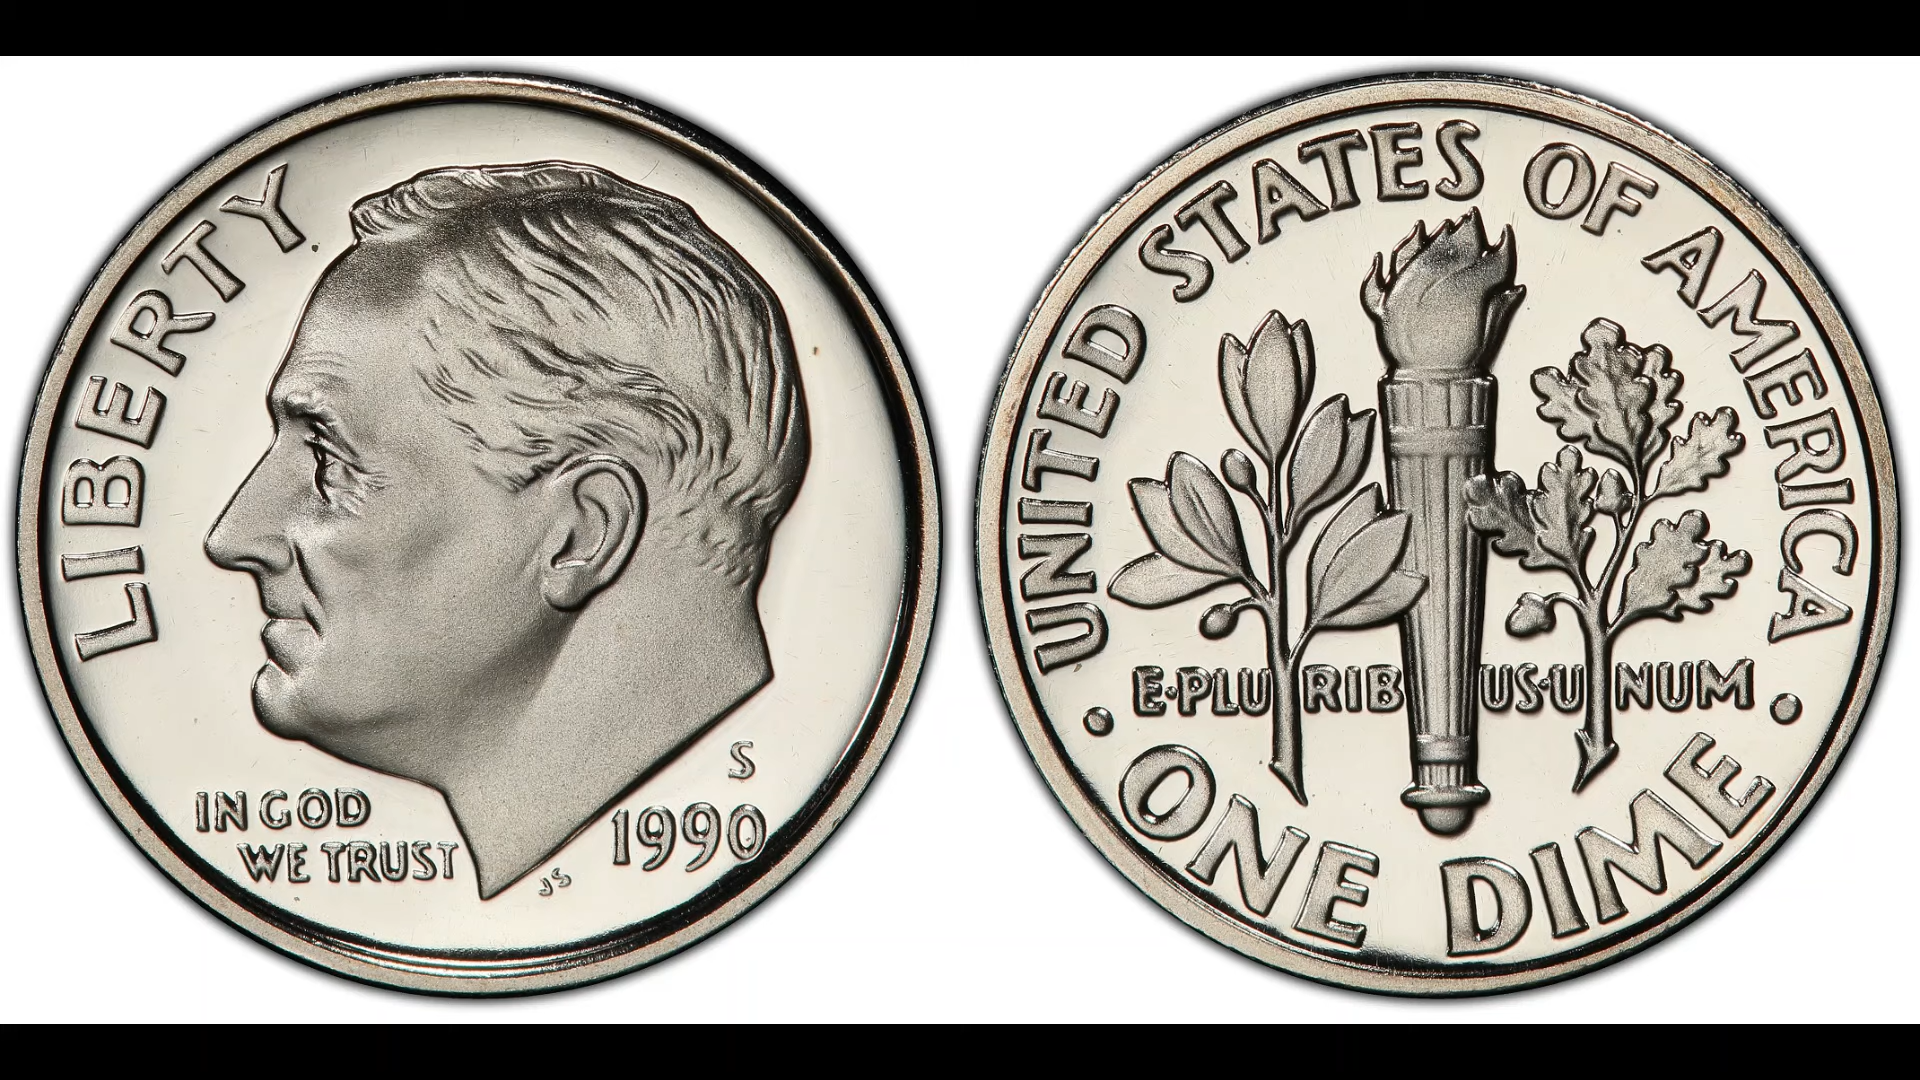 LIBERTY
IN GOD
WE TRUST
JS
S
1990
UNITED STATES OF AMERICA
E·PLURIBUS·UNUM
· ONE DIME ·